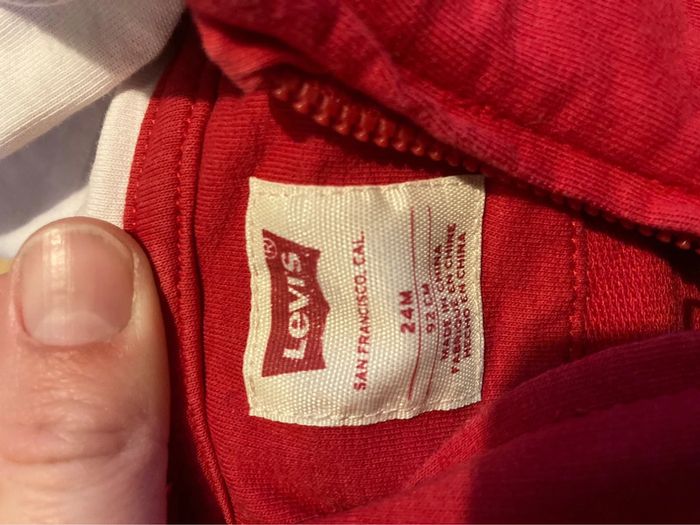 Levi's®
SAN FRANCISCO. CAL.
24M
92 CM
MADE IN CHINA
FABRIQUE EN CHINE
HECHO EN CHINA